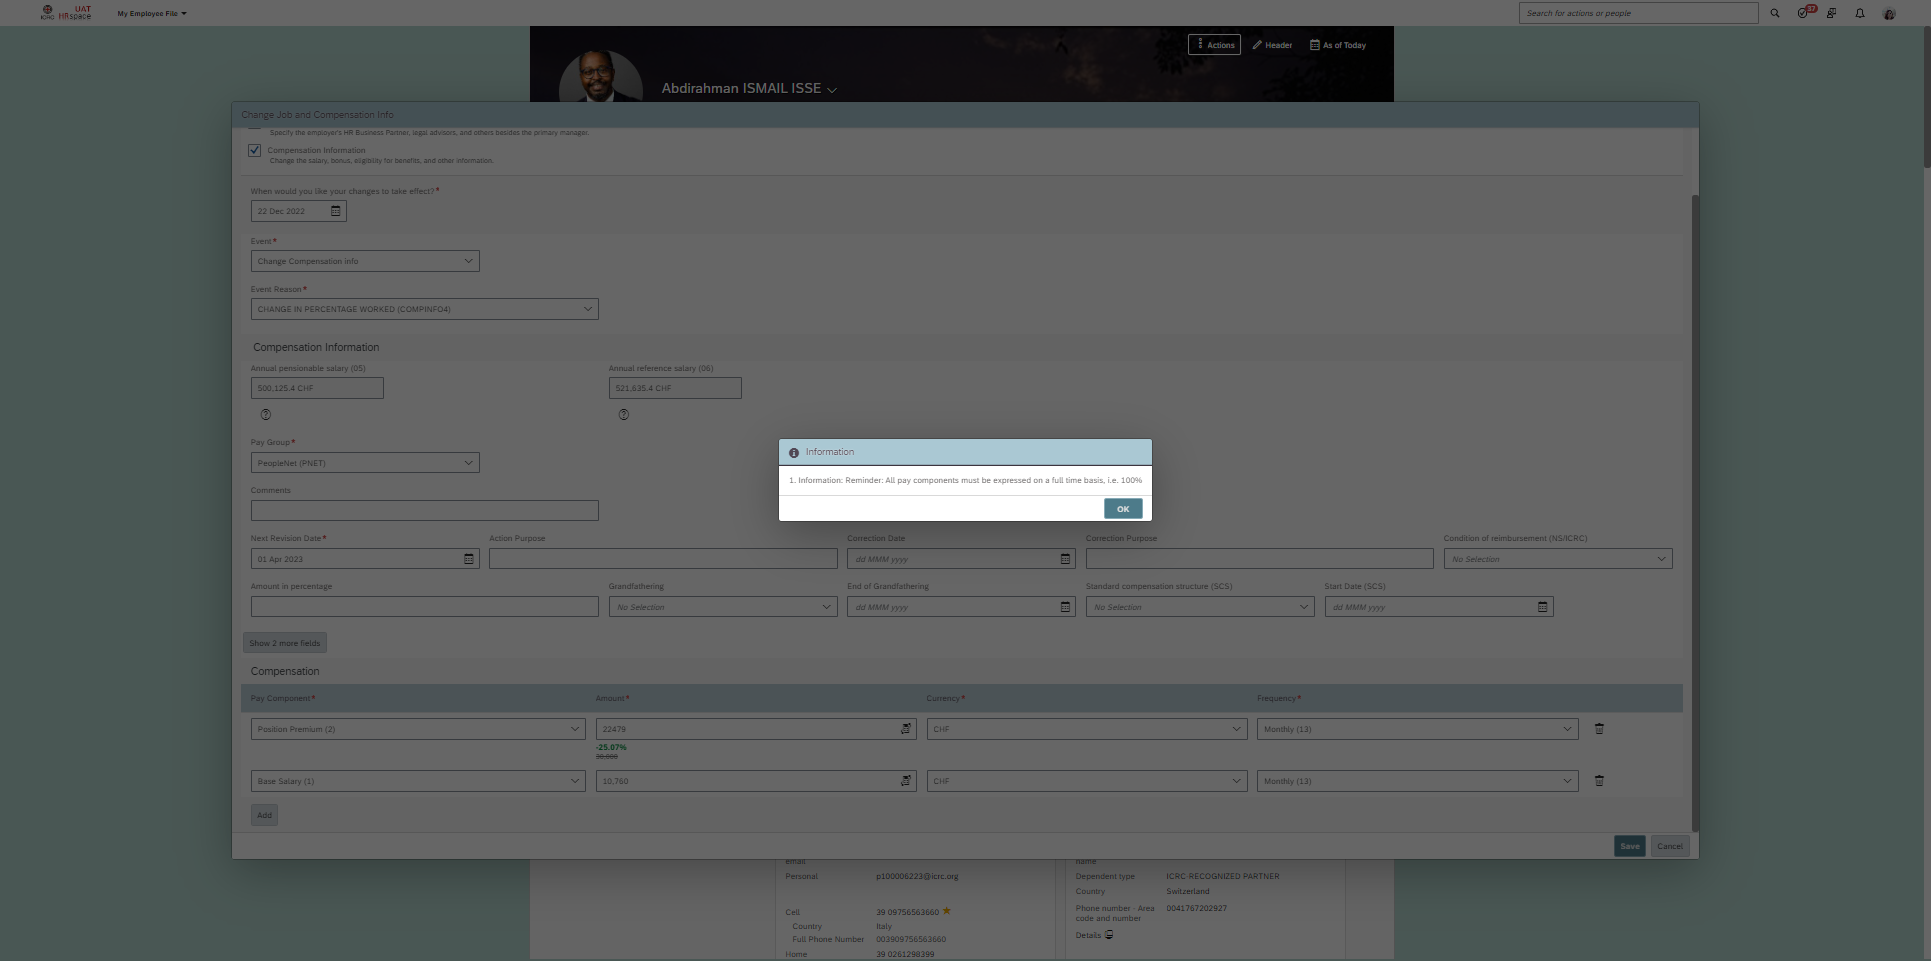 ICRC UAT HRspace
My Employee File
Search for actions or people
37
Actions
Header
As of Today
Abdirahman ISMAIL ISSE
Change Job and Compensation Info
Specify the employer's HR Business Partner, legal advisors, and others besides the primary manager.
Compensation Information
Change the salary, bonus, eligibility for benefits, and other information.
When would you like your changes to take effect?*
22 Dec 2022
Event*
Change Compensation info
Event Reason*
CHANGE IN PERCENTAGE WORKED (COMPINFO4)
Compensation Information
Annual pensionable salary (05) Annual reference salary (06)
500,125.4 CHF 521,635.4 CHF
Pay Group*
PeopleNet (PNET)
Comments
Information
1. Information: Reminder: All pay components must be expressed on a full time basis, i.e. 100%
OK
Next Revision Date* Action Purpose Correction Date Correction Purpose Condition of reimbursement (NS/ICRC)
01 Apr 2023 dd MMM yyyy No Selection
Amount in percentage Grandfathering End of Grandfathering Standard compensation structure (SCS) Start Date (SCS)
No Selection dd MMM yyyy No Selection dd MMM yyyy
Show 2 more fields
Compensation
Pay Component* Amount* Currency* Frequency*
Position Premium (2) 22479 CHF Monthly (13)
-25.07%
30,000
Base Salary (1) 10,760 CHF Monthly (13)
Add
Save Cancel
email name
Personal p100006223@icrc.org Dependent type ICRC-RECOGNIZED PARTNER
Country Switzerland
Phone number - Area code and number 0041767202927
Cell 39 09756563660
Country Italy
Full Phone Number 003909756563660
Details
Home 39 0261298399